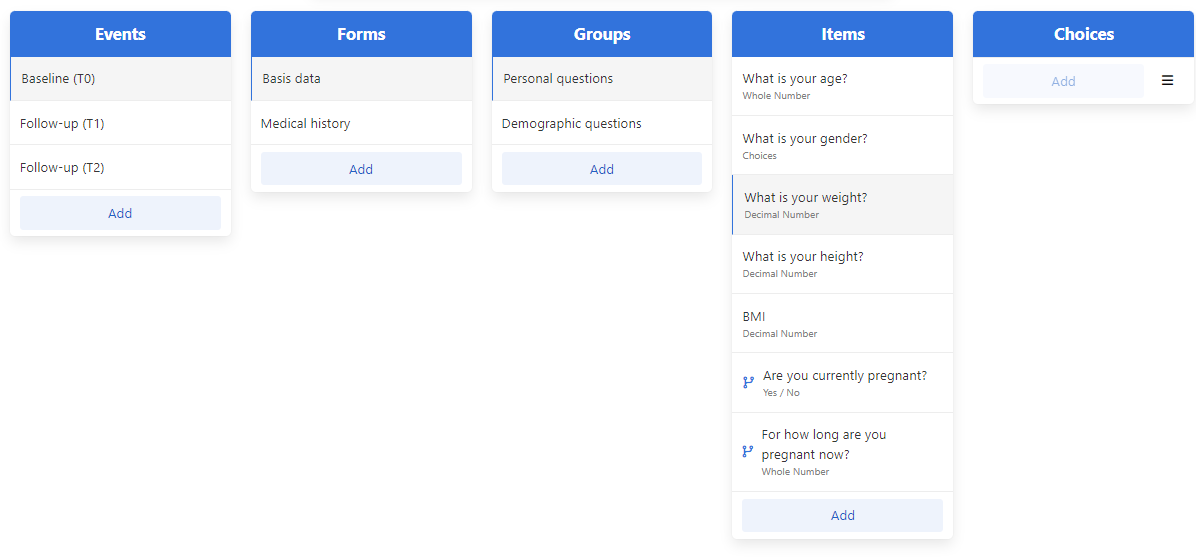 Events
Baseline (T0)
Follow-up (T1)
Follow-up (T2)
Add
Forms
Basis data
Medical history
Add
Groups
Personal questions
Demographic questions
Add
Items
What is your age?
Whole Number
What is your gender?
Choices
What is your weight?
Decimal Number
What is your height?
Decimal Number
BMI
Decimal Number
Are you currently pregnant?
Yes / No
For how long are you
pregnant now?
Whole Number
Add
Choices
Add